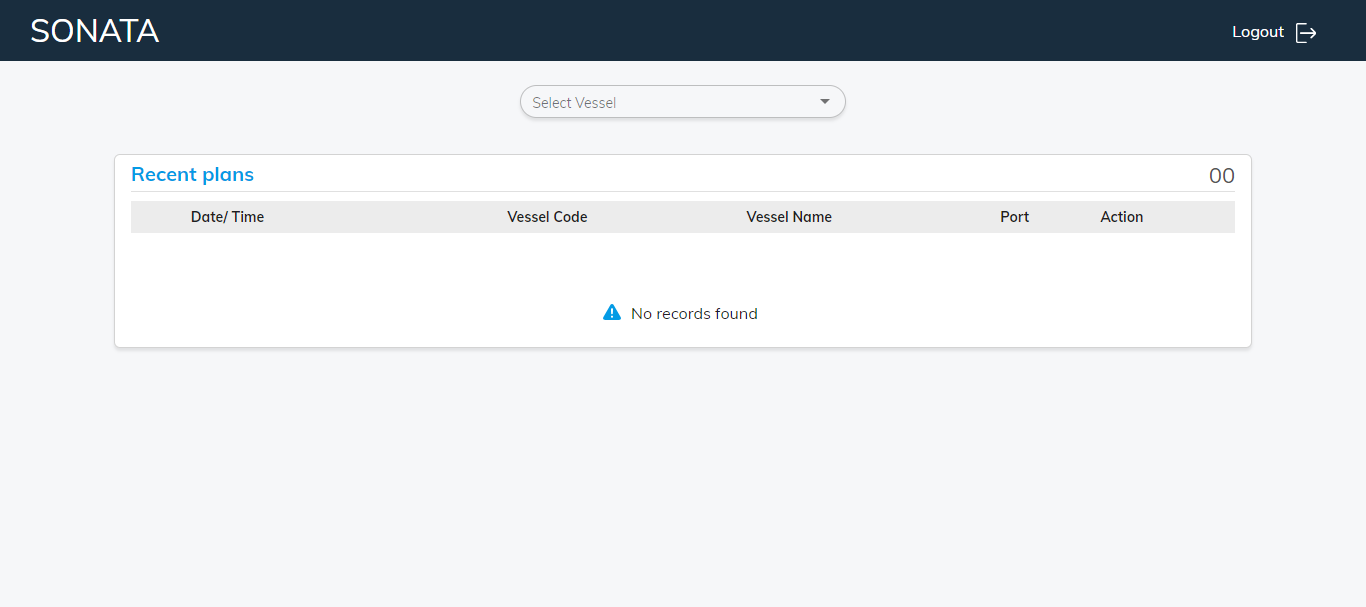 SONATA
Logout
Select Vessel
Recent plans 00
Date/ Time Vessel Code Vessel Name Port Action
No records found